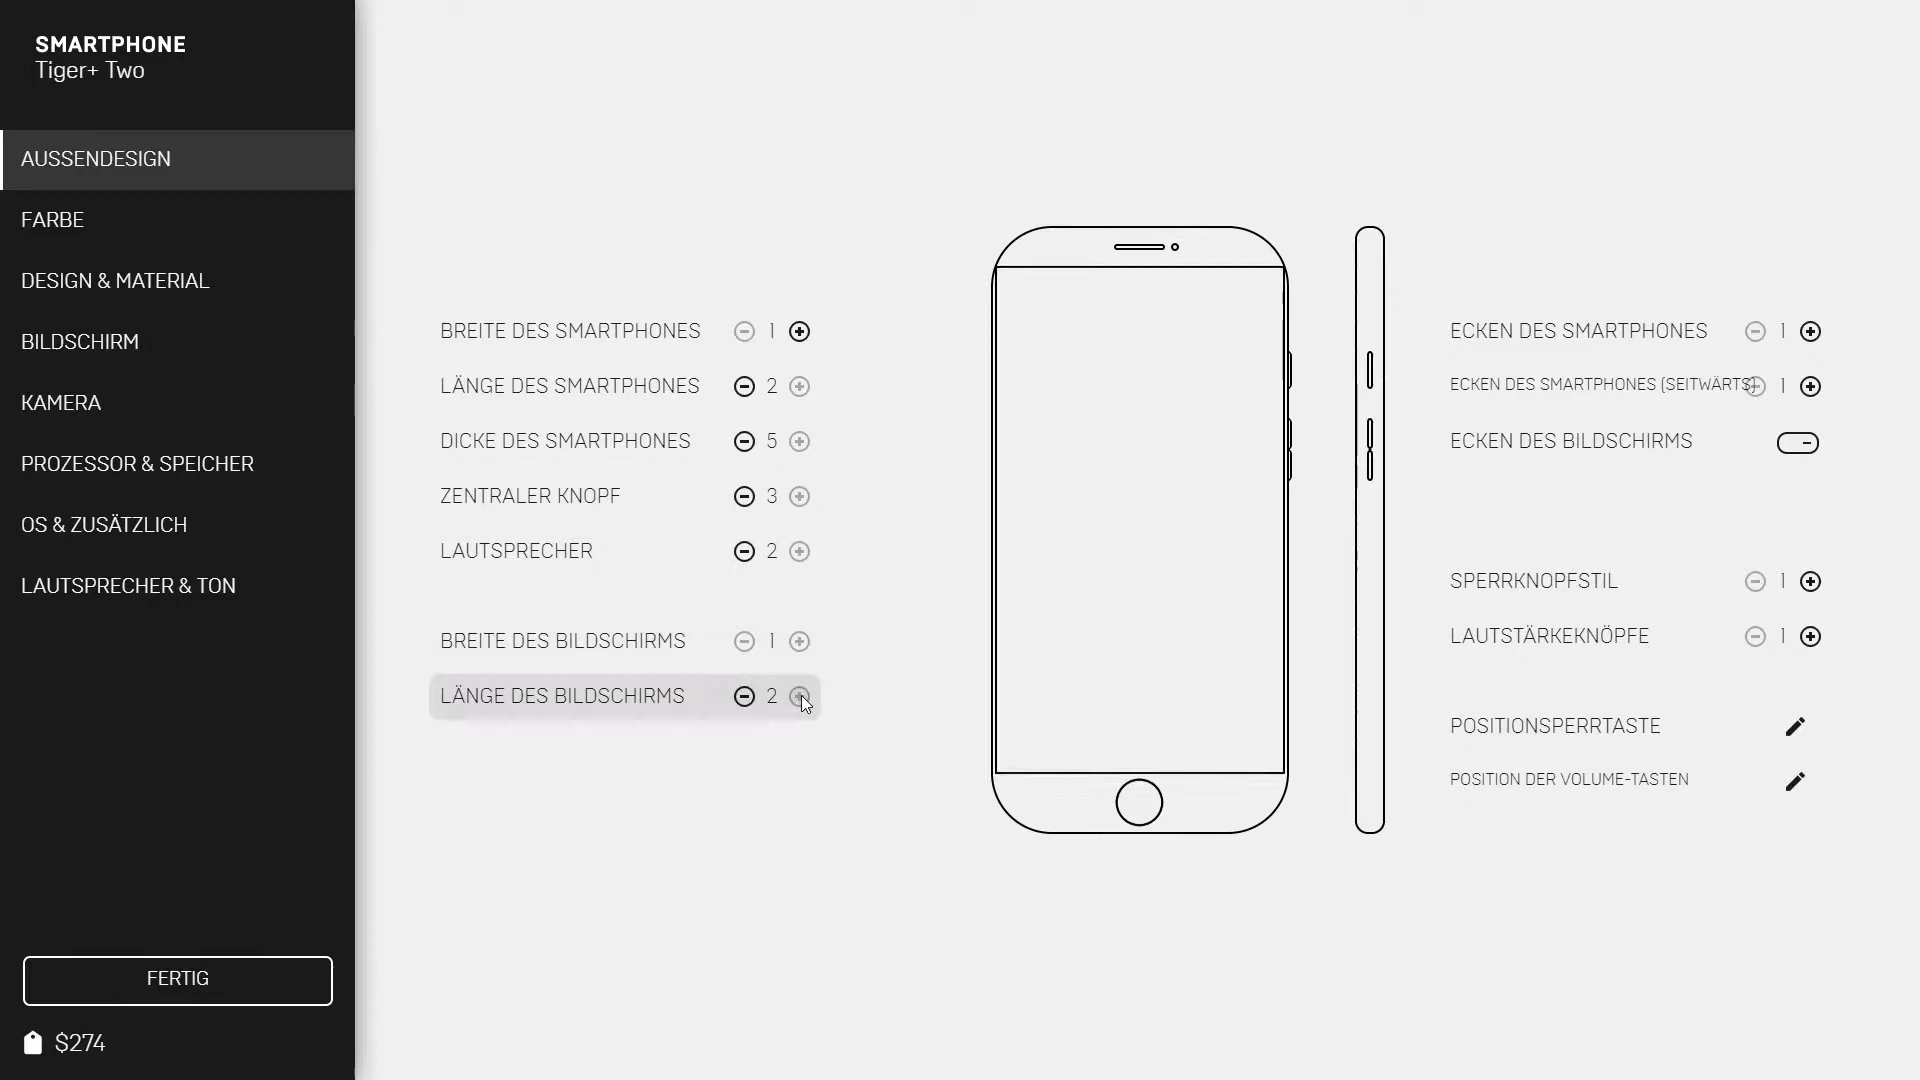 SMARTPHONE
Tiger+ Two
AUSSENDESIGN
FARBE
DESIGN & MATERIAL
BILDSCHIRM
KAMERA
PROZESSOR & SPEICHER
OS & ZUSÄTZLICH
LAUTSPRECHER & TON
FERTIG
$274
BREITE DES SMARTPHONES 1
LÄNGE DES SMARTPHONES 2
DICKE DES SMARTPHONES 5
ZENTRALER KNOPF 3
LAUTSPRECHER 2
BREITE DES BILDSCHIRMS 1
LÄNGE DES BILDSCHIRMS 2
ECKEN DES SMARTPHONES 1
ECKEN DES SMARTPHONES (SEITWÄRTS) 1
ECKEN DES BILDSCHIRMS
SPERRKNOPFSTIL 1
LAUTSTÄRKEKNÖPFE 1
POSITIONSPERRTASTE
POSITION DER VOLUME-TASTEN